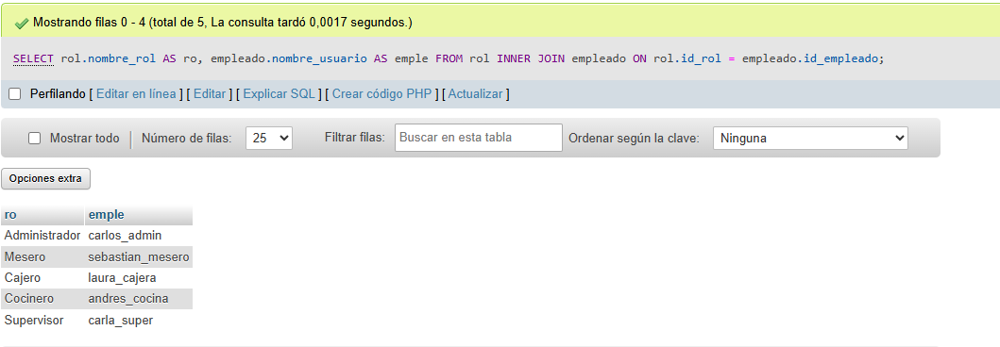 Mostrando filas 0 - 4 (total de 5, La consulta tardó 0,0017 segundos.)
SELECT rol.nombre_rol AS ro, empleado.nombre_usuario AS emple FROM rol INNER JOIN empleado ON rol.id_rol = empleado.id_empleado;
Perfilando [ Editar en línea ] [ Editar ] [ Explicar SQL ] [ Crear código PHP ] [ Actualizar ]
Mostrar todo | Número de filas: 25 Filtrar filas: Buscar en esta tabla Ordenar según la clave: Ninguna
Opciones extra
ro emple
Administrador carlos_admin
Mesero sebastian_mesero
Cajero laura_cajera
Cocinero andres_cocina
Supervisor carla_super